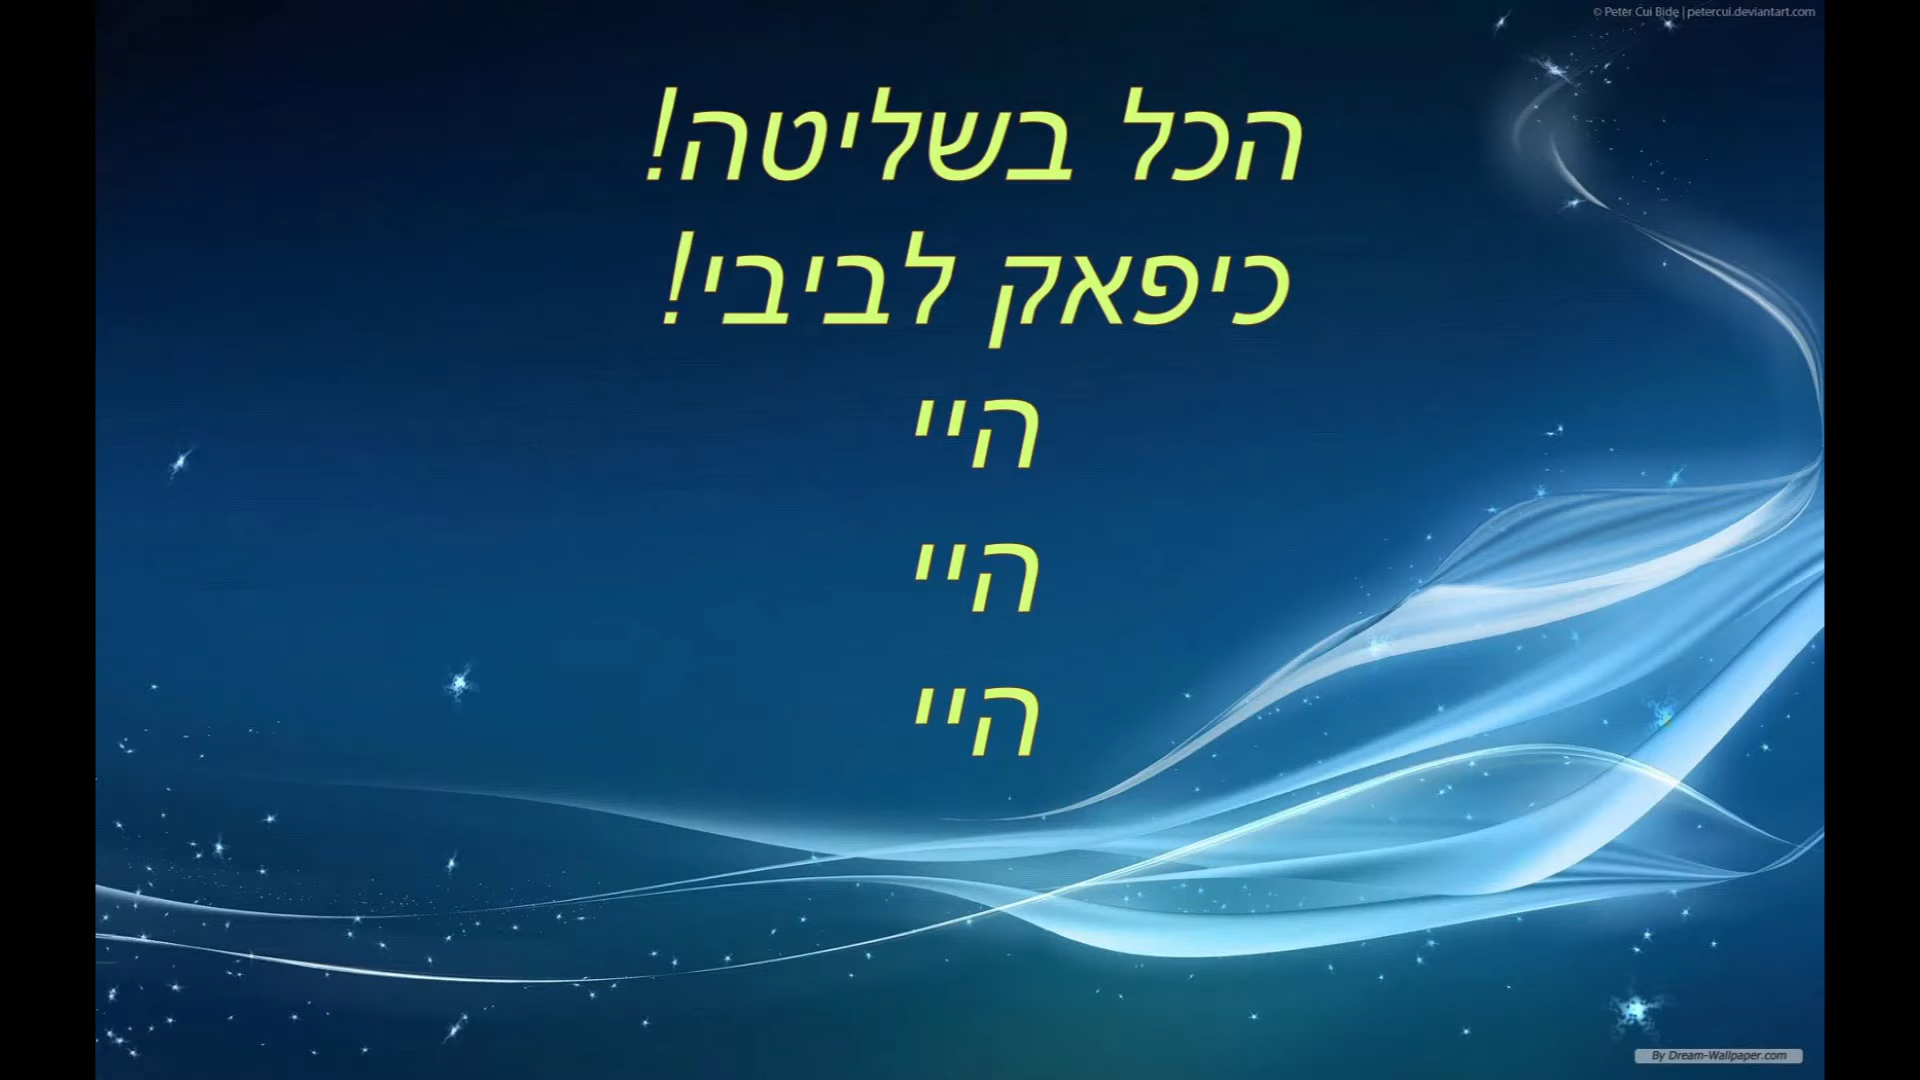 © Peter Cui Bide | petercui.deviantart.com
הכל בשליטה!
כיפאק לביבי!
היי
היי
היי
By Dream-Wallpaper.com